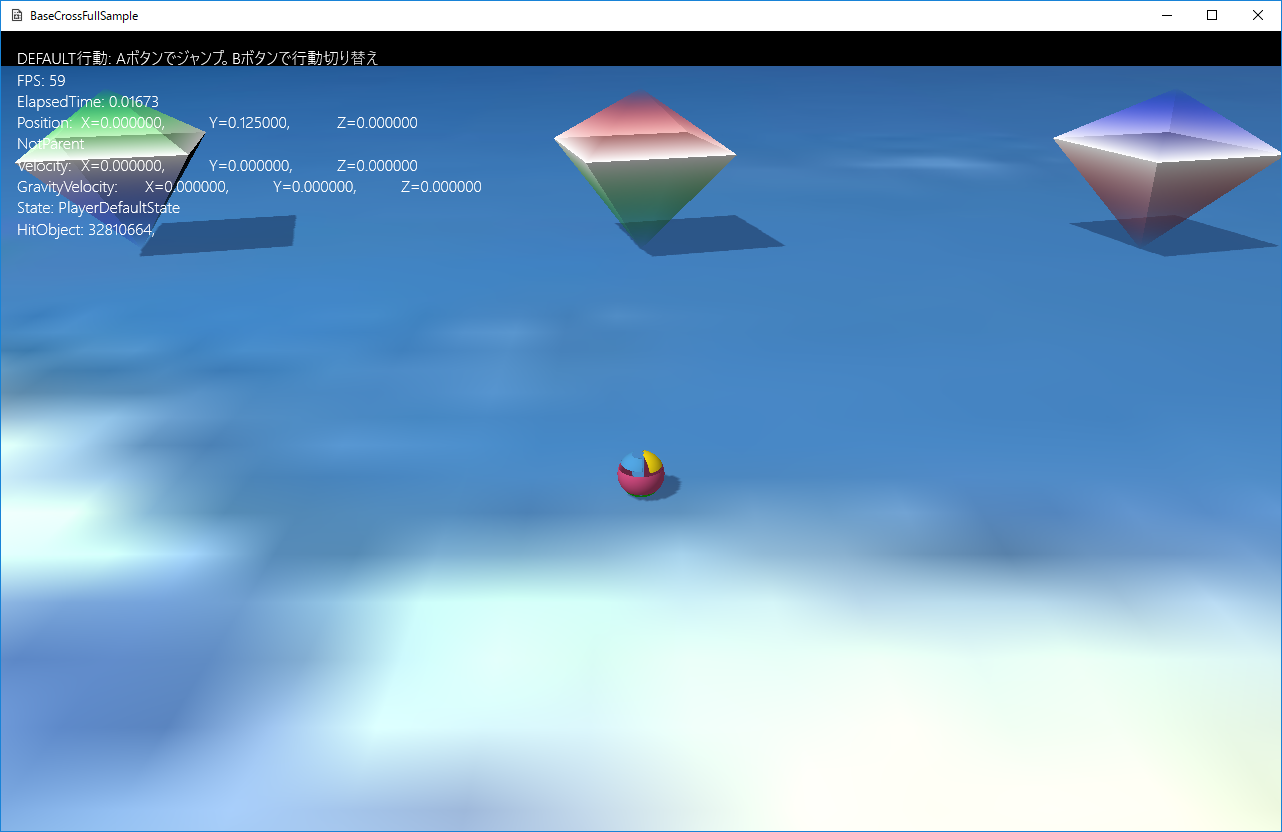 BaseCrossFullSample
DEFAULT行動: Aボタンでジャンプ。Bボタンで行動切り替え
FPS: 59
ElapsedTime: 0.01673
Position: X=0.000000, Y=0.125000, Z=0.000000
NotParent
Velocity: X=0.000000, Y=0.000000, Z=0.000000
GravityVelocity: X=0.000000, Y=0.000000, Z=0.000000
State: PlayerDefaultState
HitObject: 32810664,